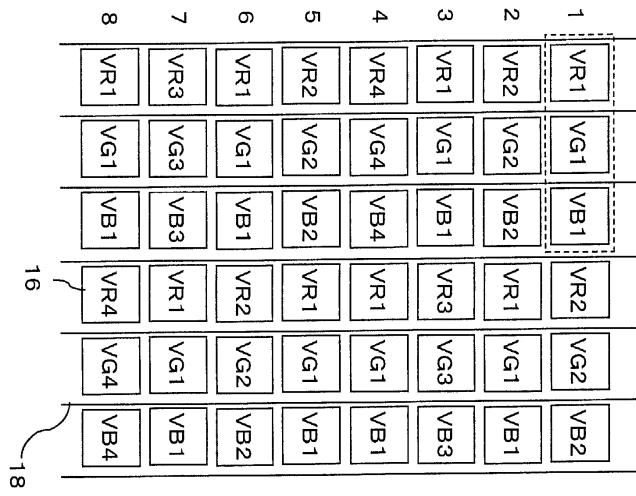 1 VR1 VG1 VB1 VR2 VG2 VB2
2 VR2 VG2 VB2 VR1 VG1 VB1
3 VR1 VG1 VB1 VR3 VG3 VB3
4 VR4 VG4 VB4 VR1 VG1 VB1
5 VR2 VG2 VB2 VR1 VG1 VB1
6 VR1 VG1 VB1 VR2 VG2 VB2
7 VR3 VG3 VB3 VR1 VG1 VB1
8 VR1 VG1 VB1 VR4 VG4 VB4
16 18